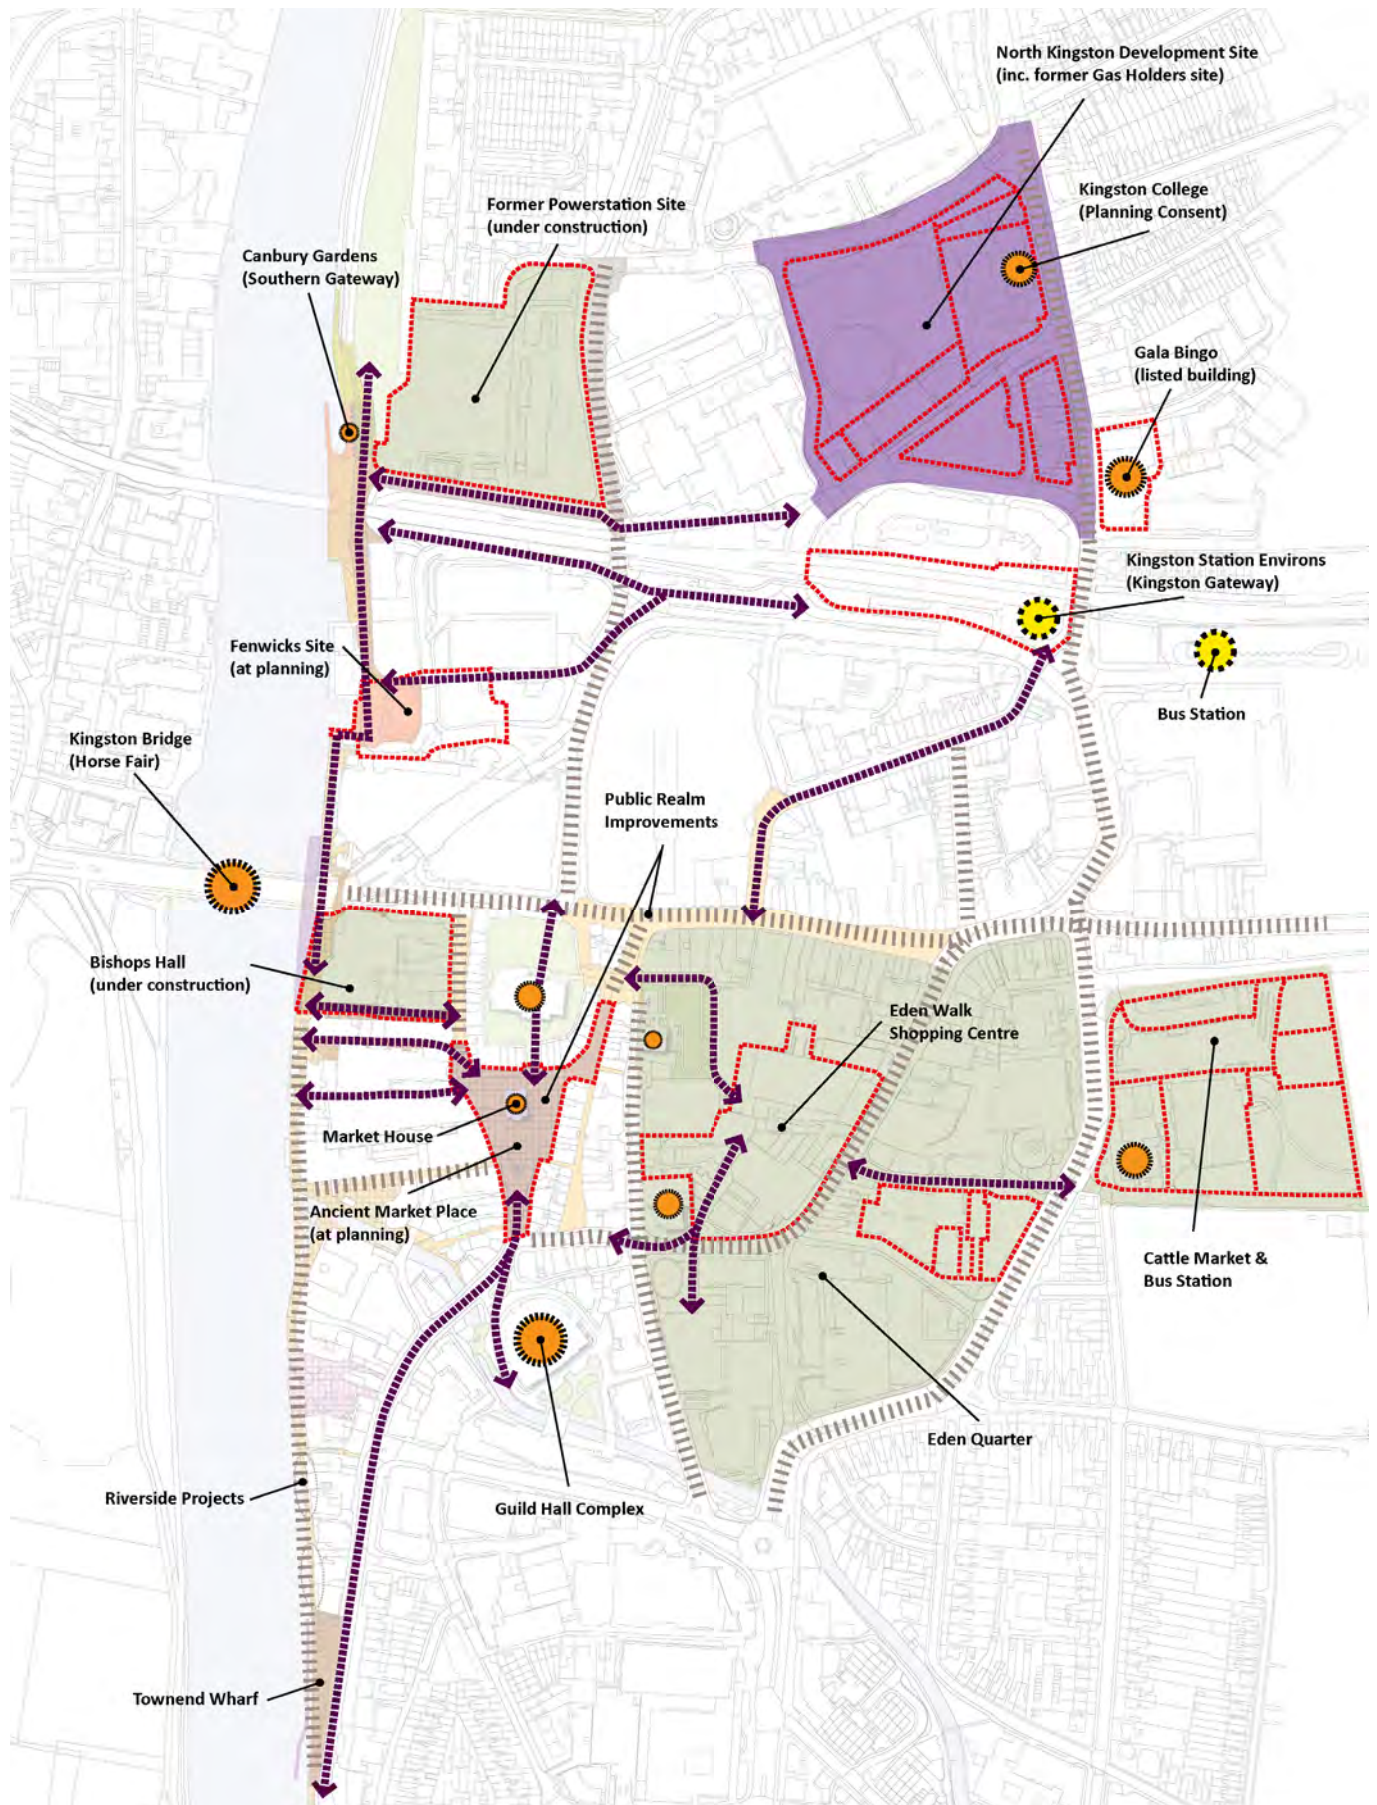 North Kingston Development Site
(inc. former Gas Holders site)
Kingston College
(Planning Consent)
Former Powerstation Site
(under construction)
Canbury Gardens
(Southern Gateway)
Gala Bingo
(listed building)
Kingston Station Environs
(Kingston Gateway)
Fenwicks Site
(at planning)
Bus Station
Kingston Bridge
(Horse Fair)
Public Realm
Improvements
Bishops Hall
(under construction)
Eden Walk
Shopping Centre
Market House
Ancient Market Place
(at planning)
Cattle Market &
Bus Station
Eden Quarter
Riverside Projects
Guild Hall Complex
Townend Wharf